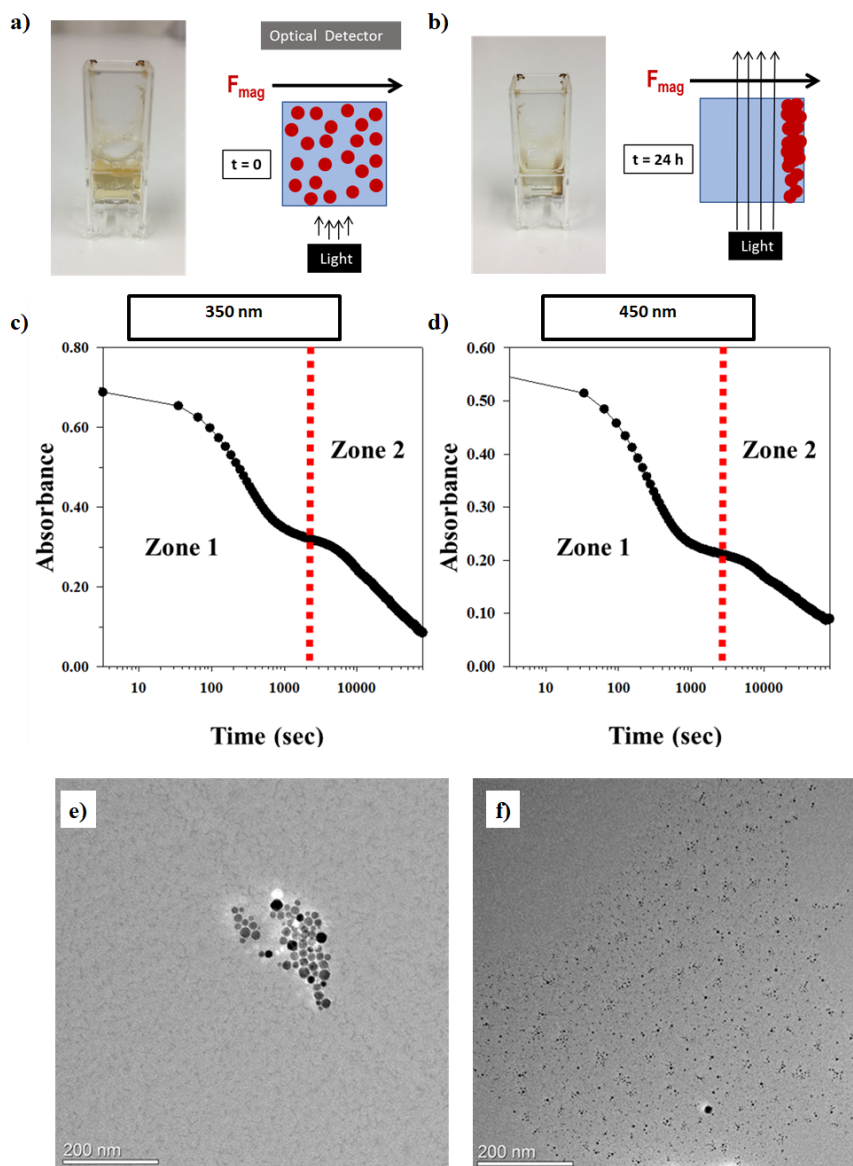 a)
Optical Detector
F_mag
t = 0
Light
b)
F_mag
t = 24 h
Light
c)
350 nm
0.80
0.60
0.40
0.20
0.00
Absorbance
Zone 1
Zone 2
10
100
1000
10000
Time (sec)
d)
450 nm
0.60
0.50
0.40
0.30
0.20
0.10
0.00
Absorbance
Zone 1
Zone 2
10
100
1000
10000
Time (sec)
e)
200 nm
f)
200 nm